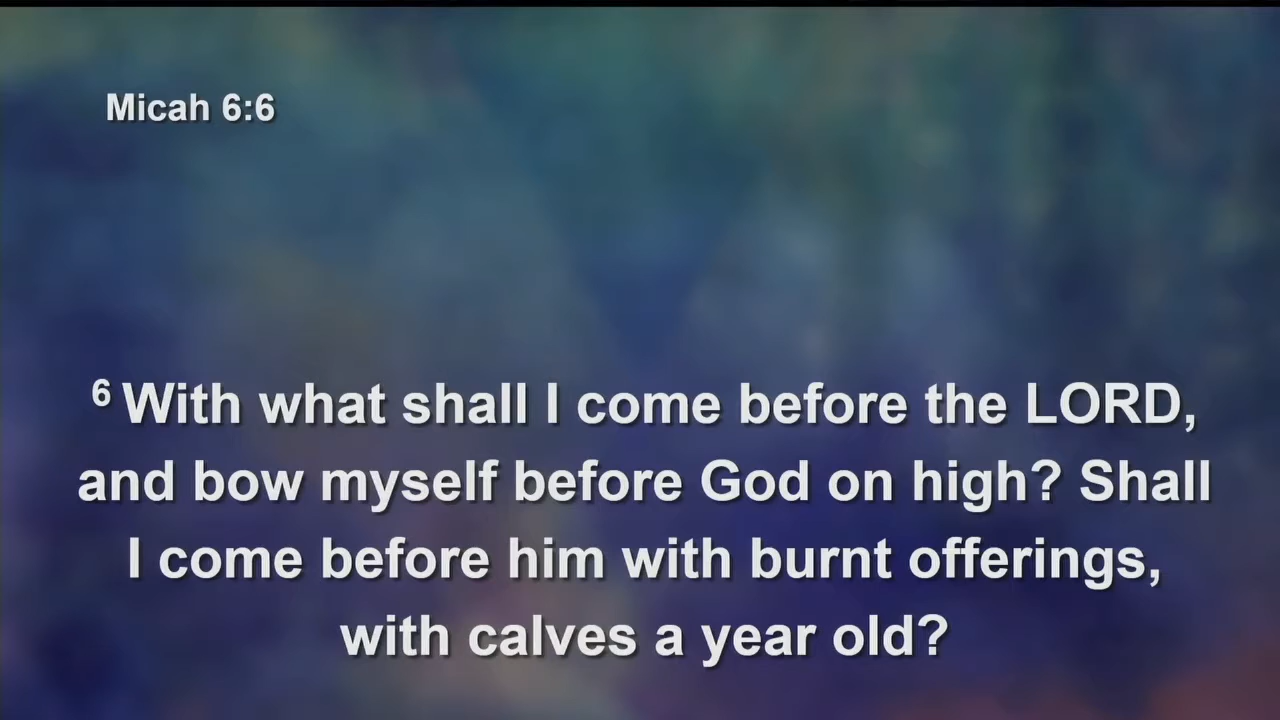 Micah 6:6
6 With what shall I come before the LORD,
and bow myself before God on high? Shall
I come before him with burnt offerings,
with calves a year old?